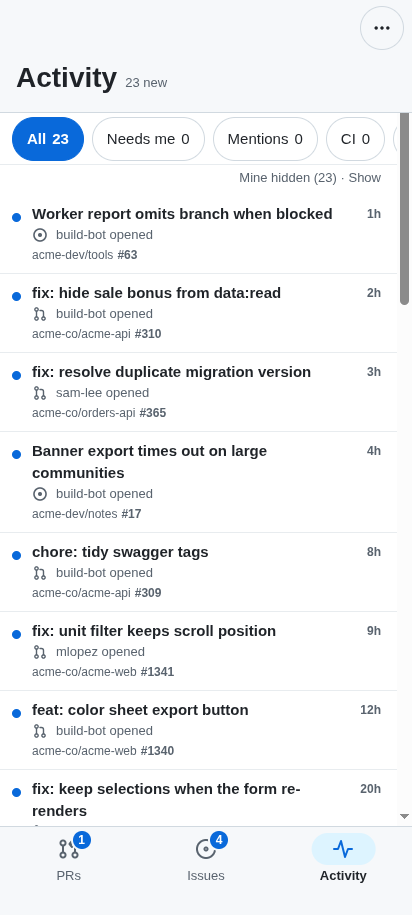 Activity 23 new
All 23 Needs me 0 Mentions 0 CI 0
Mine hidden (23) · Show
Worker report omits branch when blocked 1h
build-bot opened
acme-dev/tools #63
fix: hide sale bonus from data:read 2h
build-bot opened
acme-co/acme-api #310
fix: resolve duplicate migration version 3h
sam-lee opened
acme-co/orders-api #365
Banner export times out on large 4h
communities
build-bot opened
acme-dev/notes #17
chore: tidy swagger tags 8h
build-bot opened
acme-co/acme-api #309
fix: unit filter keeps scroll position 9h
mlopez opened
acme-co/acme-web #1341
feat: color sheet export button 12h
build-bot opened
acme-co/acme-web #1340
fix: keep selections when the form re- 20h
renders
1 4
PRs Issues Activity